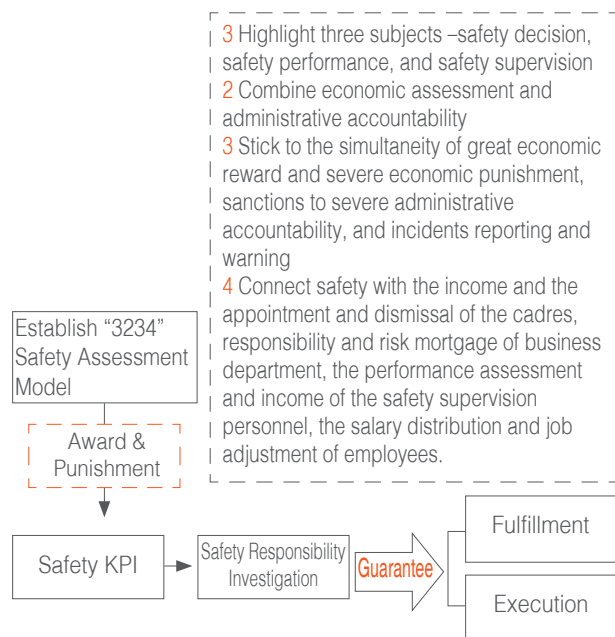 3 Highlight three subjects –safety decision,
safety performance, and safety supervision
2 Combine economic assessment and
administrative accountability
3 Stick to the simultaneity of great economic
reward and severe economic punishment,
sanctions to severe administrative
accountability, and incidents reporting and
warning
4 Connect safety with the income and the
appointment and dismissal of the cadres,
responsibility and risk mortgage of business
department, the performance assessment
and income of the safety supervision
personnel, the salary distribution and job
adjustment of employees.
Establish “3234”
Safety Assessment
Model
Award &
Punishment
Safety KPI
Safety Responsibility
Investigation
Guarantee
Fulfillment
Execution